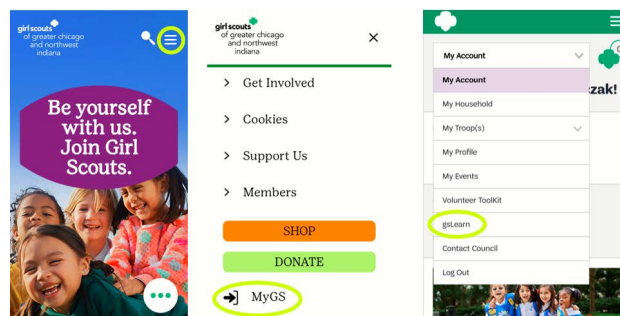 girl scouts
of greater chicago
and northwest
indiana
Be yourself
with us.
Join Girl
Scouts.
girl scouts
of greater chicago
and northwest
indiana
Get Involved
Cookies
Support Us
Members
SHOP
DONATE
MyGS
My Account
My Account
zak!
My Household
My Troop(s)
My Profile
My Events
Volunteer ToolKit
gsLearn
Contact Council
Log Out